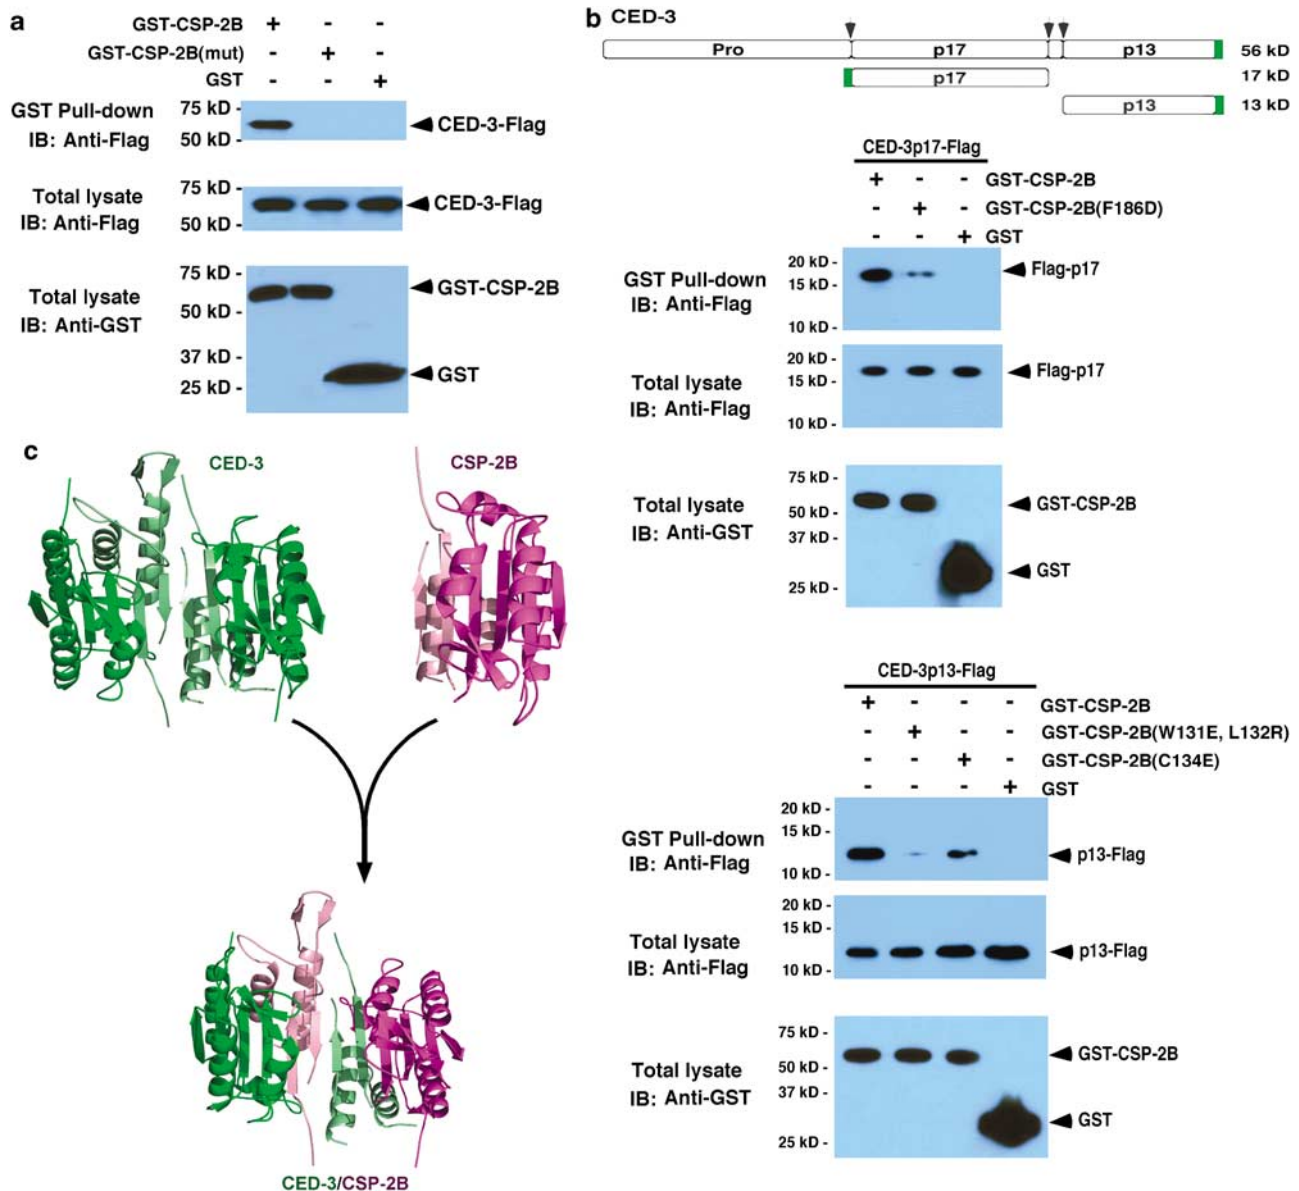 a
GST-CSP-2B + - -
GST-CSP-2B(mut) - + -
GST - - +
GST Pull-down
IB: Anti-Flag
75 kD -
50 kD -
CED-3-Flag
Total lysate
IB: Anti-Flag
75 kD -
50 kD -
CED-3-Flag
Total lysate
IB: Anti-GST
75 kD -
50 kD -
37 kD -
25 kD -
GST-CSP-2B
GST
b CED-3
Pro p17 p13 56 kD
p17 17 kD
p13 13 kD
CED-3p17-Flag
+ - - GST-CSP-2B
- + - GST-CSP-2B(F186D)
- - + GST
GST Pull-down
IB: Anti-Flag
20 kD -
15 kD -
10 kD -
Flag-p17
Total lysate
IB: Anti-Flag
20 kD -
15 kD -
10 kD -
Flag-p17
Total lysate
IB: Anti-GST
75 kD -
50 kD -
37 kD -
25 kD -
GST-CSP-2B
GST
CED-3p13-Flag
+ - - - GST-CSP-2B
- + - - GST-CSP-2B(W131E, L132R)
- - + - GST-CSP-2B(C134E)
- - - + GST
GST Pull-down
IB: Anti-Flag
20 kD -
15 kD -
10 kD -
p13-Flag
Total lysate
IB: Anti-Flag
20 kD -
15 kD -
10 kD -
p13-Flag
Total lysate
IB: Anti-GST
75 kD -
50 kD -
37 kD -
25 kD -
GST-CSP-2B
GST
c
CED-3
CSP-2B
CED-3/CSP-2B